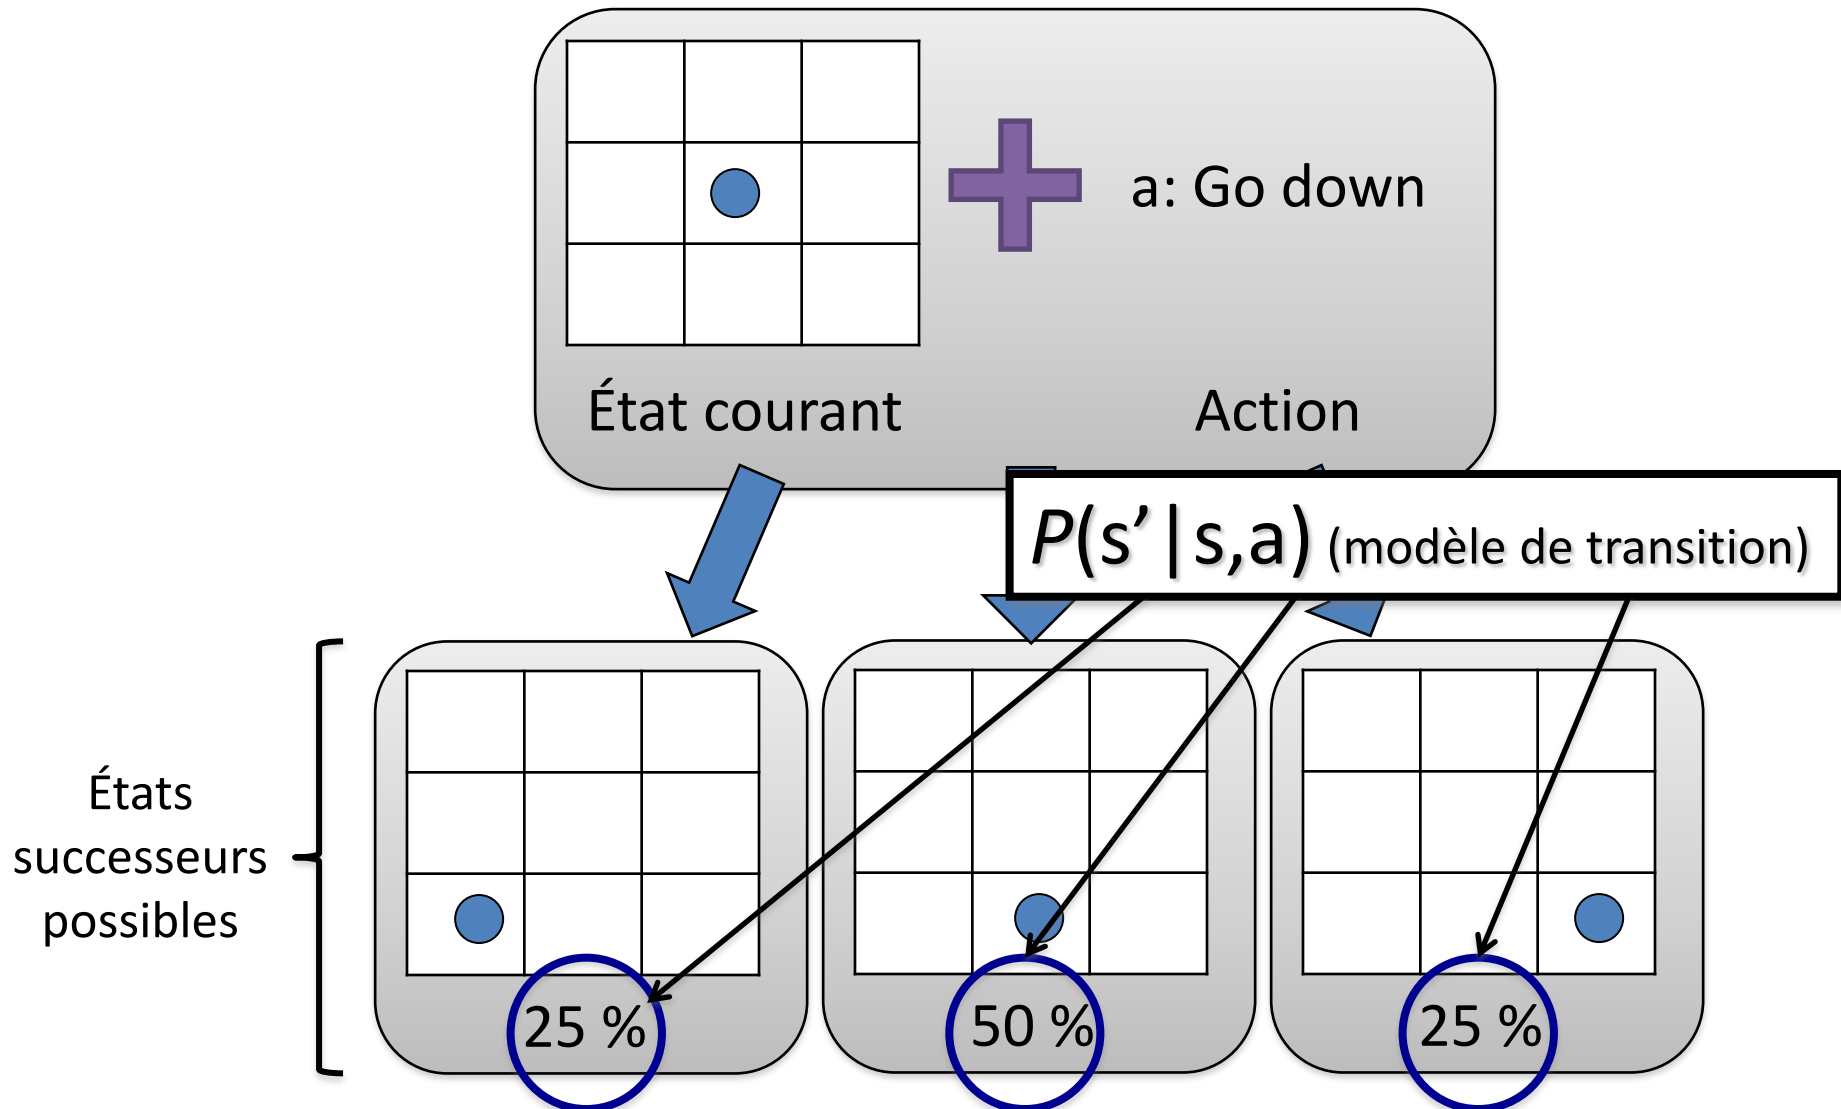 a: Go down
État courant
Action
P(s’|s,a) (modèle de transition)
États
successeurs
possibles
25 %
50 %
25 %